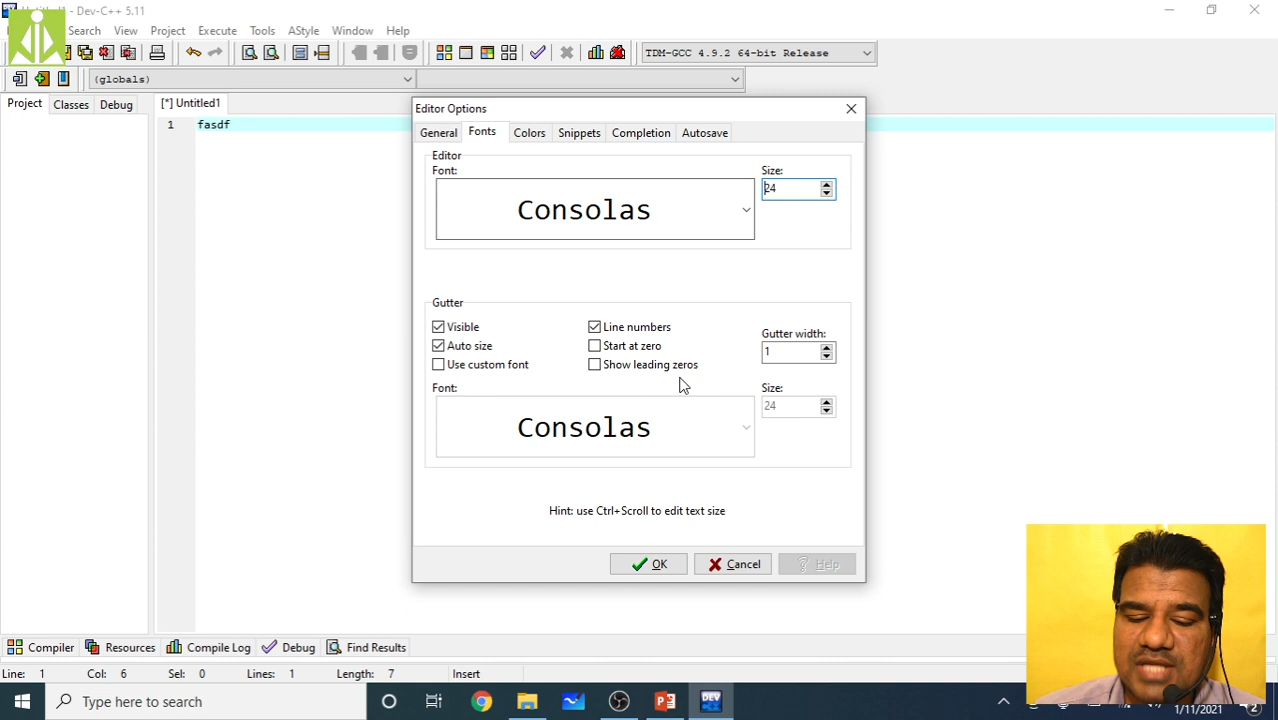 Dev-C++ 5.11
Search View Project Execute Tools AStyle Window Help
TDM-GCC 4.9.2 64-bit Release
(globals)
Project Classes Debug [*] Untitled1
1 fasdf
Editor Options
General Fonts Colors Snippets Completion Autosave
Editor
Font: Size:
Consolas 24
Gutter
Visible Line numbers
Auto size Start at zero
Use custom font Show leading zeros
Gutter width:
1
Font: Size:
Consolas 24
Hint: use Ctrl+Scroll to edit text size
OK Cancel Help
Compiler Resources Compile Log Debug Find Results
Line: 1 Col: 6 Sel: 0 Lines: 1 Length: 7 Insert
Type here to search
DEV
1/11/2021
2